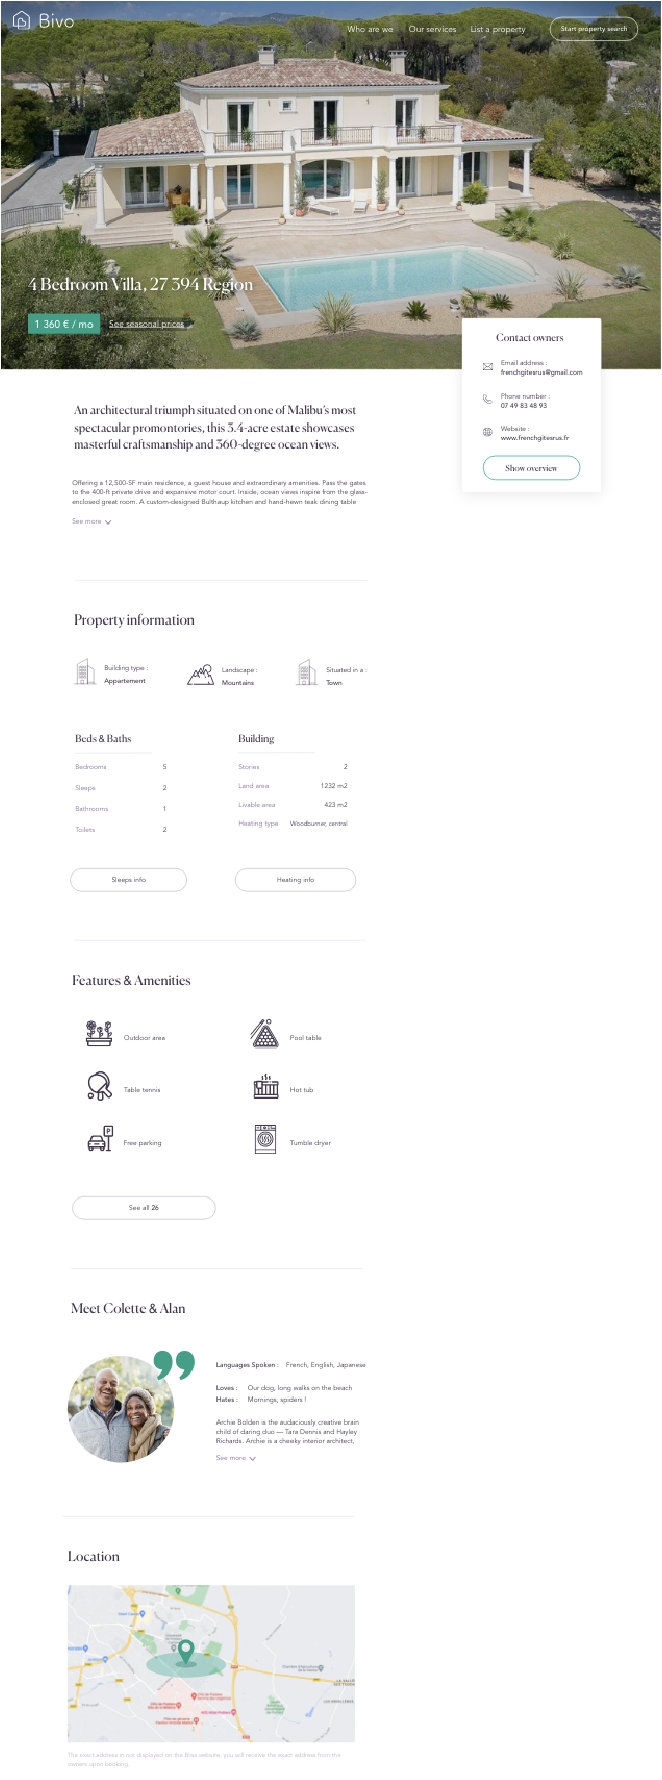 Bivo
Who are we
Our services
List a property
Start property search
4 Bedroom Villa, 27 394 Region
1 360 € / mo
See seasonal prices
Contact owners
Email address :
frenchgitesrus@gmail.com
Phone number :
07 49 83 48 93
Website :
www.frenchgitesrus.fr
Show overview
An architectural triumph situated on one of Malibu's most
spectacular promontories, this 3.4-acre estate showcases
masterful craftsmanship and 360-degree ocean views.
Offering a 12,500-SF main residence, a guest house and extraordinary amenities. Pass the gates
to the 400-ft private drive and expansive motor court. Inside, ocean views inspire from the glass-
enclosed great room. A custom-designed Bulthaup kitchen and hand-hewn teak dining table
See more
Property information
Building type :
Appartement
Landscape :
Mountains
Situatted in a :
Town
Beds & Baths
Bedrooms 5
Sleeps 2
Bathrooms 1
Toilets 2
Building
Stories 2
Land area 1232 m2
Livable area 423 m2
Heating type Woodburner, central
Sleeps info
Heating info
Features & Amenities
Outdoor area
Pool table
Table tennis
Hot tub
Free parking
Tumble dryer
See all 26
Meet Colette & Alan
Languages Spoken : French, English, Japanese
Loves : Our dog, long walks on the beach
Hates : Mornings, spiders !
Archie Bolden is the audaciously creative brain
child of daring duo — Tara Dennis and Hayley
Richards. Archie is a cheeky interior architect,
See more
Location
The exact address in not displayed on the Bivo website, you will receive the exact address from the
owners upon booking.